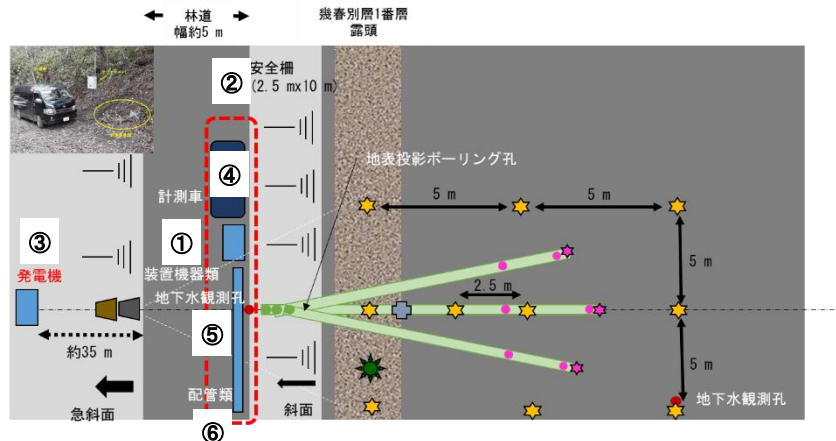 林道
幅約5 m
幾春別層1番層
露頭
②
安全柵
(2.5 mx10 m)
地表投影ボーリング孔
④
計測車
5 m
5 m
③
①
発電機
装置機器類
地下水観測孔
5 m
2.5 m
⑤
約35 m
5 m
配管類
地下水観測孔
急斜面
斜面
⑥